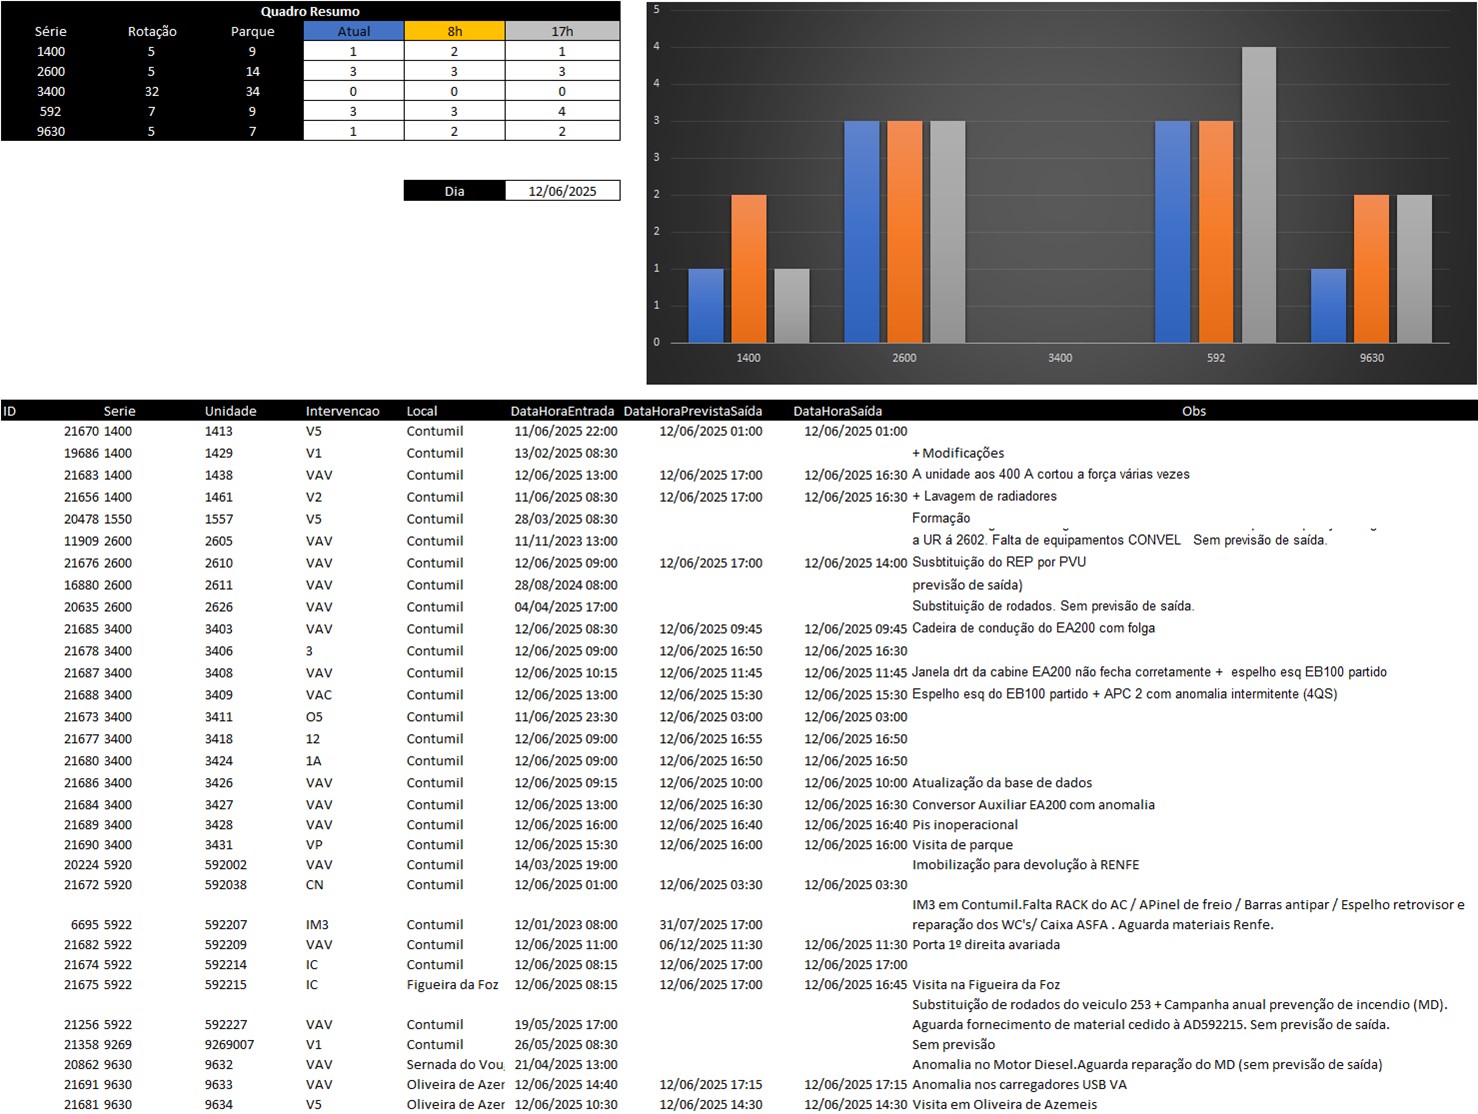 Quadro Resumo
Série Rotação Parque Atual 8h 17h
1400 5 9 1 2 1
2600 5 14 3 3 3
3400 32 34 0 0 0
592 7 9 3 3 4
9630 5 7 1 2 2
Dia 12/06/2025
5
4
4
3
3
2
2
1
1
0
1400 2600 3400 592 9630
ID Serie Unidade Intervencao Local DataHoraEntrada DataHoraPrevistaSaída DataHoraSaída Obs
21670 1400 1413 V5 Contumil 11/06/2025 22:00 12/06/2025 01:00 12/06/2025 01:00
19686 1400 1429 V1 Contumil 13/02/2025 08:30 + Modificações
21683 1400 1438 VAV Contumil 12/06/2025 13:00 12/06/2025 17:00 12/06/2025 16:30 A unidade aos 400 A cortou a força várias vezes
21656 1400 1461 V2 Contumil 11/06/2025 08:30 12/06/2025 17:00 12/06/2025 16:30 + Lavagem de radiadores
20478 1550 1557 V5 Contumil 28/03/2025 08:30 Formação
11909 2600 2605 VAV Contumil 11/11/2023 13:00 a UR á 2602. Falta de equipamentos CONVEL Sem previsão de saída.
21676 2600 2610 VAV Contumil 12/06/2025 09:00 12/06/2025 17:00 12/06/2025 14:00 Susbtituição do REP por PVU
16880 2600 2611 VAV Contumil 28/08/2024 08:00 previsão de saída)
20635 2600 2626 VAV Contumil 04/04/2025 17:00 Substituição de rodados. Sem previsão de saída.
21685 3400 3403 VAV Contumil 12/06/2025 08:30 12/06/2025 09:45 12/06/2025 09:45 Cadeira de condução do EA200 com folga
21678 3400 3406 3 Contumil 12/06/2025 09:00 12/06/2025 16:50 12/06/2025 16:30
21687 3400 3408 VAV Contumil 12/06/2025 10:15 12/06/2025 11:45 12/06/2025 11:45 Janela drt da cabine EA200 não fecha corretamente + espelho esq EB100 partido
21688 3400 3409 VAC Contumil 12/06/2025 13:00 12/06/2025 15:30 12/06/2025 15:30 Espelho esq do EB100 partido + APC 2 com anomalia intermitente (4QS)
21673 3400 3411 O5 Contumil 11/06/2025 23:30 12/06/2025 03:00 12/06/2025 03:00
21677 3400 3418 12 Contumil 12/06/2025 09:00 12/06/2025 16:55 12/06/2025 16:50
21680 3400 3424 1A Contumil 12/06/2025 09:00 12/06/2025 16:50 12/06/2025 16:50
21686 3400 3426 VAV Contumil 12/06/2025 09:15 12/06/2025 10:00 12/06/2025 10:00 Atualização da base de dados
21684 3400 3427 VAV Contumil 12/06/2025 13:00 12/06/2025 16:30 12/06/2025 16:30 Conversor Auxiliar EA200 com anomalia
21689 3400 3428 VAV Contumil 12/06/2025 16:00 12/06/2025 16:40 12/06/2025 16:40 Pis inoperacional
21690 3400 3431 VP Contumil 12/06/2025 15:30 12/06/2025 16:00 12/06/2025 16:00 Visita de parque
20224 5920 592002 VAV Contumil 14/03/2025 19:00 Imobilização para devolução à RENFE
21672 5920 592038 CN Contumil 12/06/2025 01:00 12/06/2025 03:30 12/06/2025 03:30
IM3 em Contumil.Falta RACK do AC / APinel de freio / Barras antipar / Espelho retrovisor e
6695 5922 592207 IM3 Contumil 12/01/2023 08:00 31/07/2025 17:00 reparação dos WC's/ Caixa ASFA . Aguarda materiais Renfe.
21682 5922 592209 VAV Contumil 12/06/2025 11:00 06/12/2025 11:30 12/06/2025 11:30 Porta 1º direita avariada
21674 5922 592214 IC Contumil 12/06/2025 08:15 12/06/2025 17:00 12/06/2025 17:00
21675 5922 592215 IC Figueira da Foz 12/06/2025 08:15 12/06/2025 17:00 12/06/2025 16:45 Visita na Figueira da Foz
Substituição de rodados do veiculo 253 + Campanha anual prevenção de incendio (MD).
21256 5922 592227 VAV Contumil 19/05/2025 17:00 Aguarda fornecimento de material cedido à AD592215. Sem previsão de saída.
21358 9269 9269007 V1 Contumil 26/05/2025 08:30 Sem previsão
20862 9630 9632 VAV Sernada do Vou 21/04/2025 13:00 Anomalia no Motor Diesel.Aguarda reparação do MD (sem previsão de saída)
21691 9630 9633 VAV Oliveira de Azer 12/06/2025 14:40 12/06/2025 17:15 12/06/2025 17:15 Anomalia nos carregadores USB VA
21681 9630 9634 V5 Oliveira de Azer 12/06/2025 10:30 12/06/2025 14:30 12/06/2025 14:30 Visita em Oliveira de Azemeis